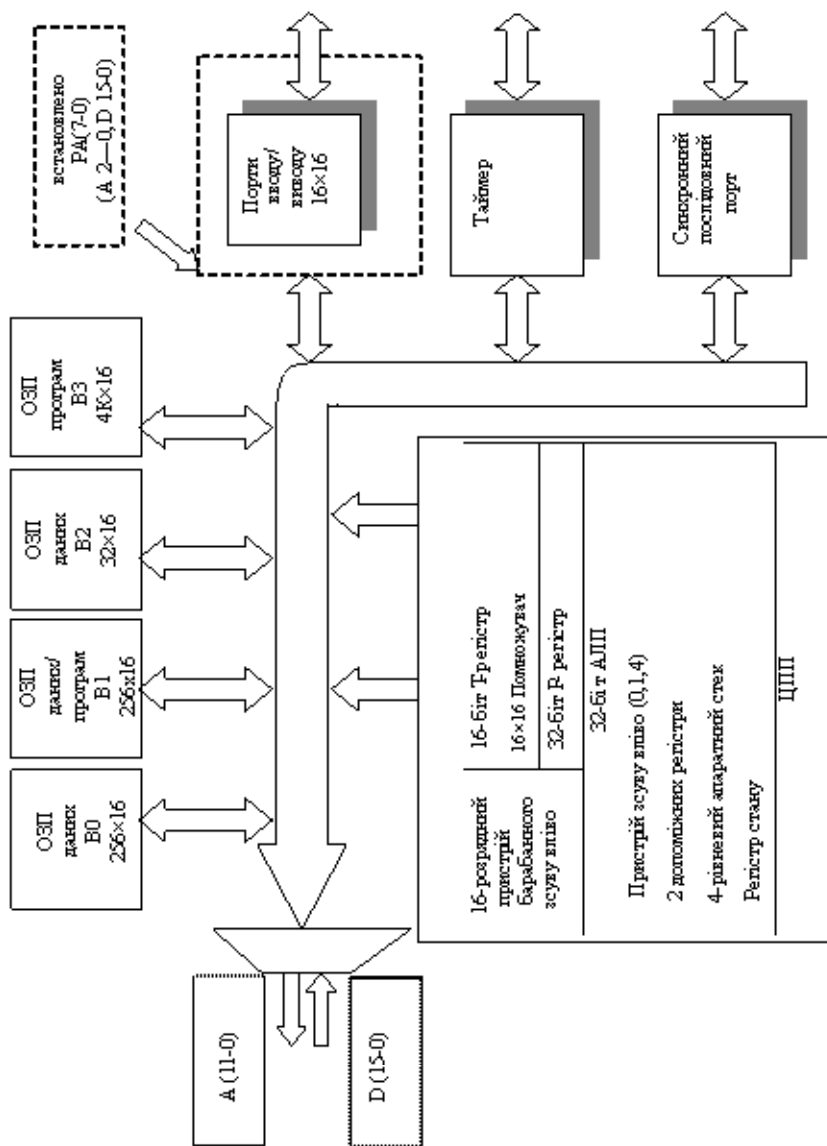 ОЗП
даних
B0
256×16
ОЗП
даних/
програм
B1
256x16
ОЗП
даних
B2
32×16
ОЗП
програм
B3
4K×16
встановлено
PA(7-0)
(A 2—0,D 15-0)
Порти
вводу/
виводу
16×16
Таймер
Синхронний
послідовний
порт
A (11-0)
D (15-0)
16-розрядний
пристрій
барабанного
зсуву вліво
16-біт T-регістр
16×16 Помножувач
32-біт P- регістр
32-біт АЛП
Пристрій зсуву вліво (0,1,4)
2 допоміжних регістри
4-рівневий апаратний стек
Регістр стану
ЦПП